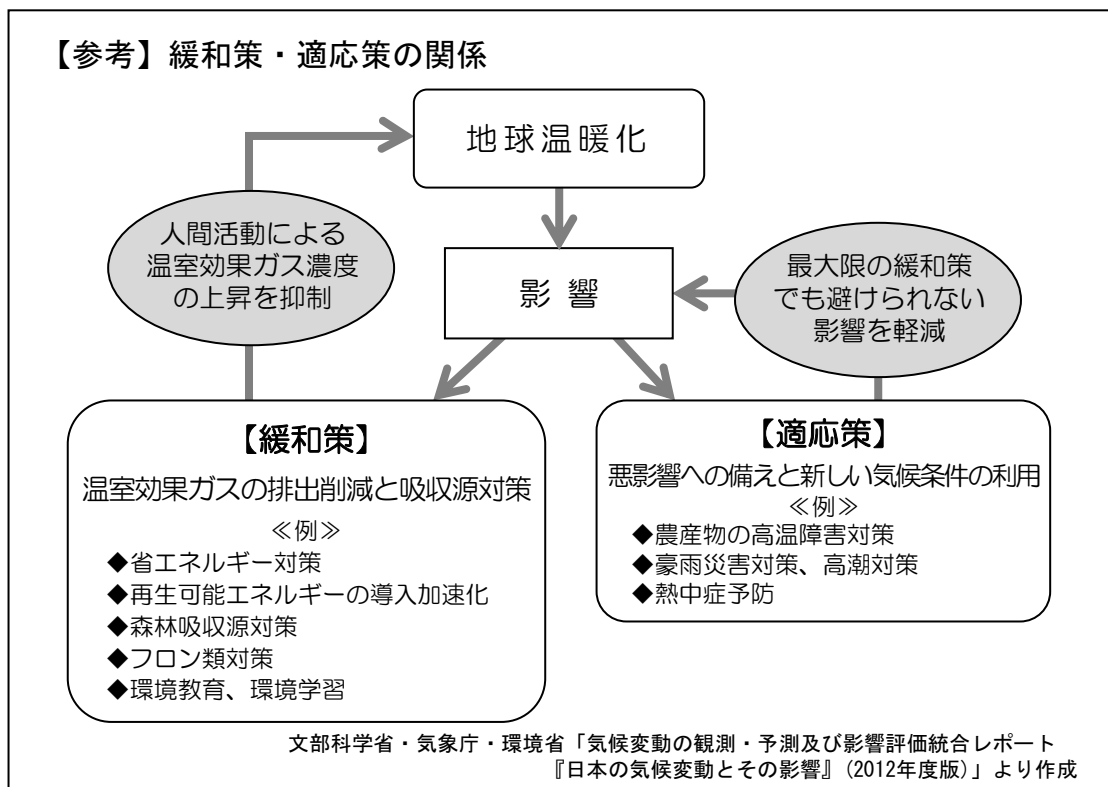 【参考】緩和策・適応策の関係
地球温暖化
人間活動による
温室効果ガス濃度
の上昇を抑制
影響
最大限の緩和策
でも避けられない
影響を軽減
【緩和策】
温室効果ガスの排出削減と吸収源対策
≪例≫
◆省エネルギー対策
◆再生可能エネルギーの導入加速化
◆森林吸収源対策
◆フロン類対策
◆環境教育、環境学習
【適応策】
悪影響への備えと新しい気候条件の利用
≪例≫
◆農産物の高温障害対策
◆豪雨災害対策、高潮対策
◆熱中症予防
文部科学省・気象庁・環境省「気候変動の観測・予測及び影響評価統合レポート
『日本の気候変動とその影響』(2012年度版)」より作成